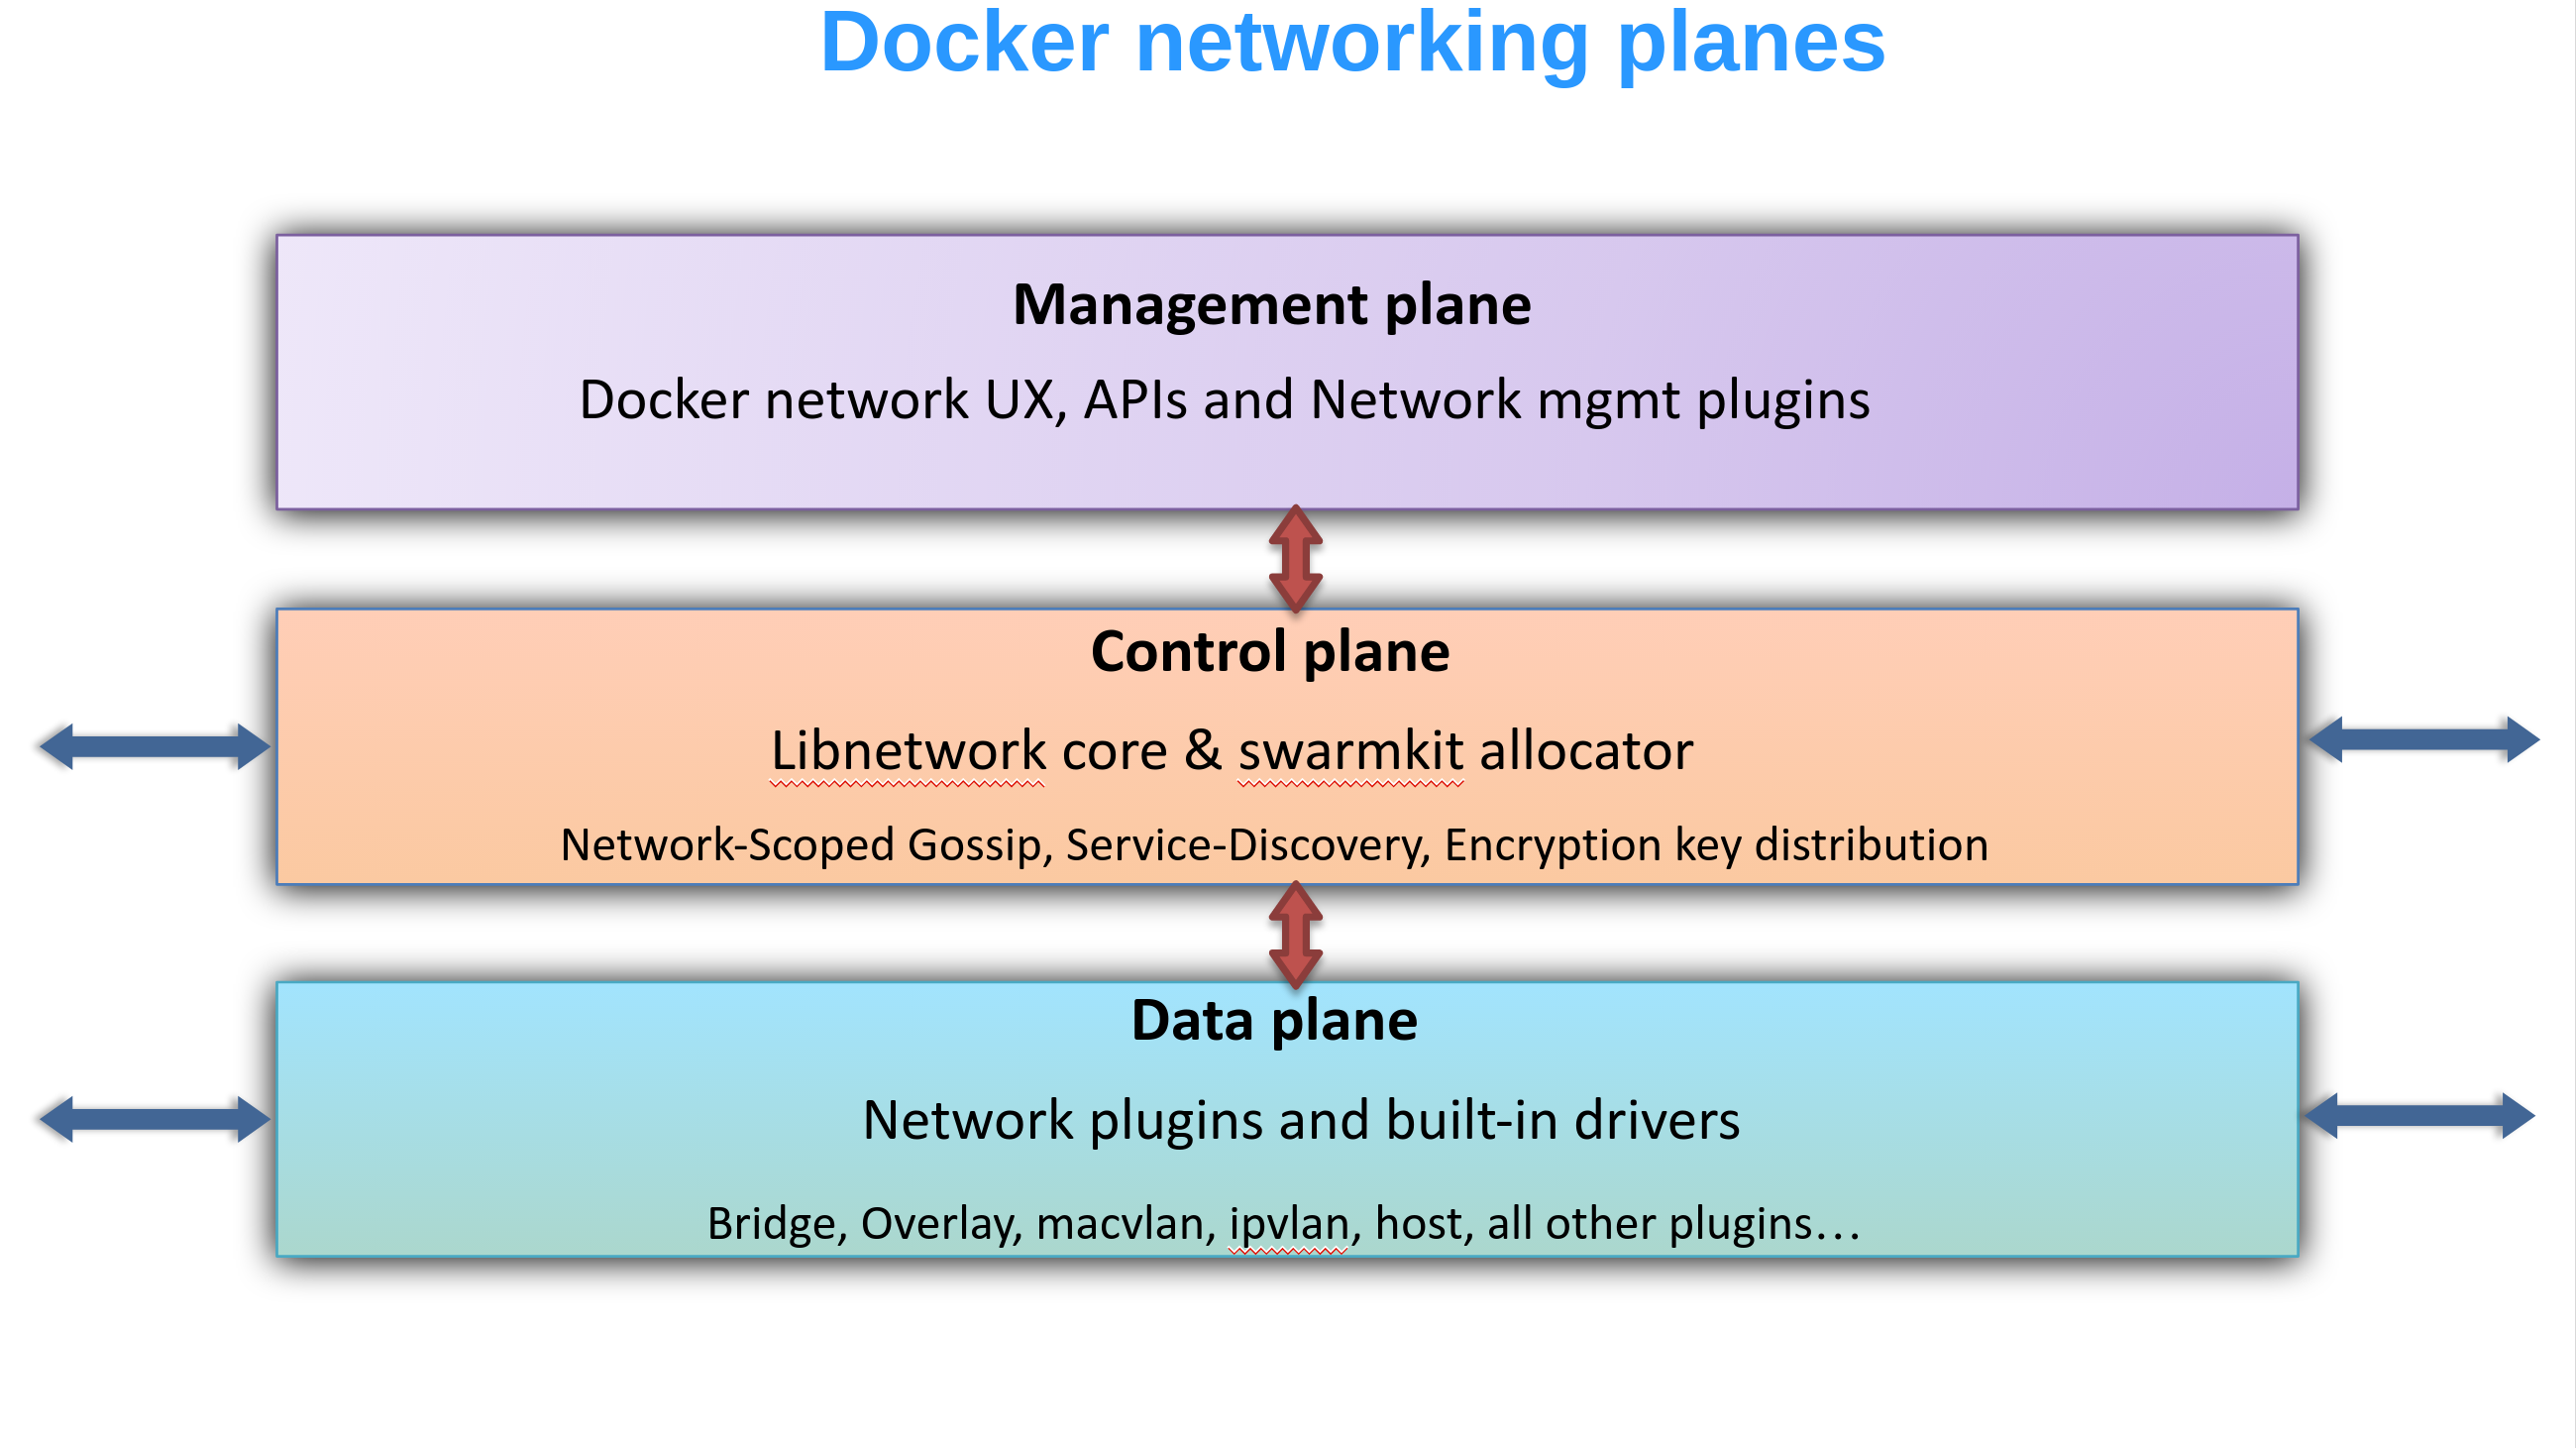 Docker networking planes
Management plane
Docker network UX, APIs and Network mgmt plugins
Control plane
Libnetwork core & swarmkit allocator
Network-Scoped Gossip, Service-Discovery, Encryption key distribution
Data plane
Network plugins and built-in drivers
Bridge, Overlay, macvlan, ipvlan, host, all other plugins…